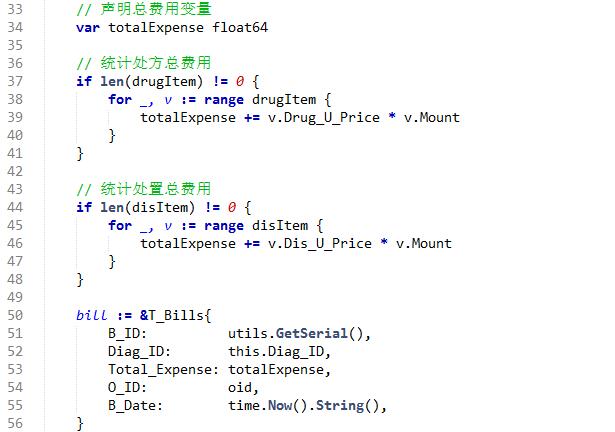 33 // 声明总费用变量
34 var totalExpense float64
35
36 // 统计处方总费用
37 if len(drugItem) != 0 {
38 for _, v := range drugItem {
39 totalExpense += v.Drug_U_Price * v.Mount
40 }
41 }
42
43 // 统计处置总费用
44 if len(disItem) != 0 {
45 for _, v := range disItem {
46 totalExpense += v.Dis_U_Price * v.Mount
47 }
48 }
49
50 bill := &T_Bills{
51 B_ID: utils.GetSerial(),
52 Diag_ID: this.Diag_ID,
53 Total_Expense: totalExpense,
54 O_ID: oid,
55 B_Date: time.Now().String(),
56 }